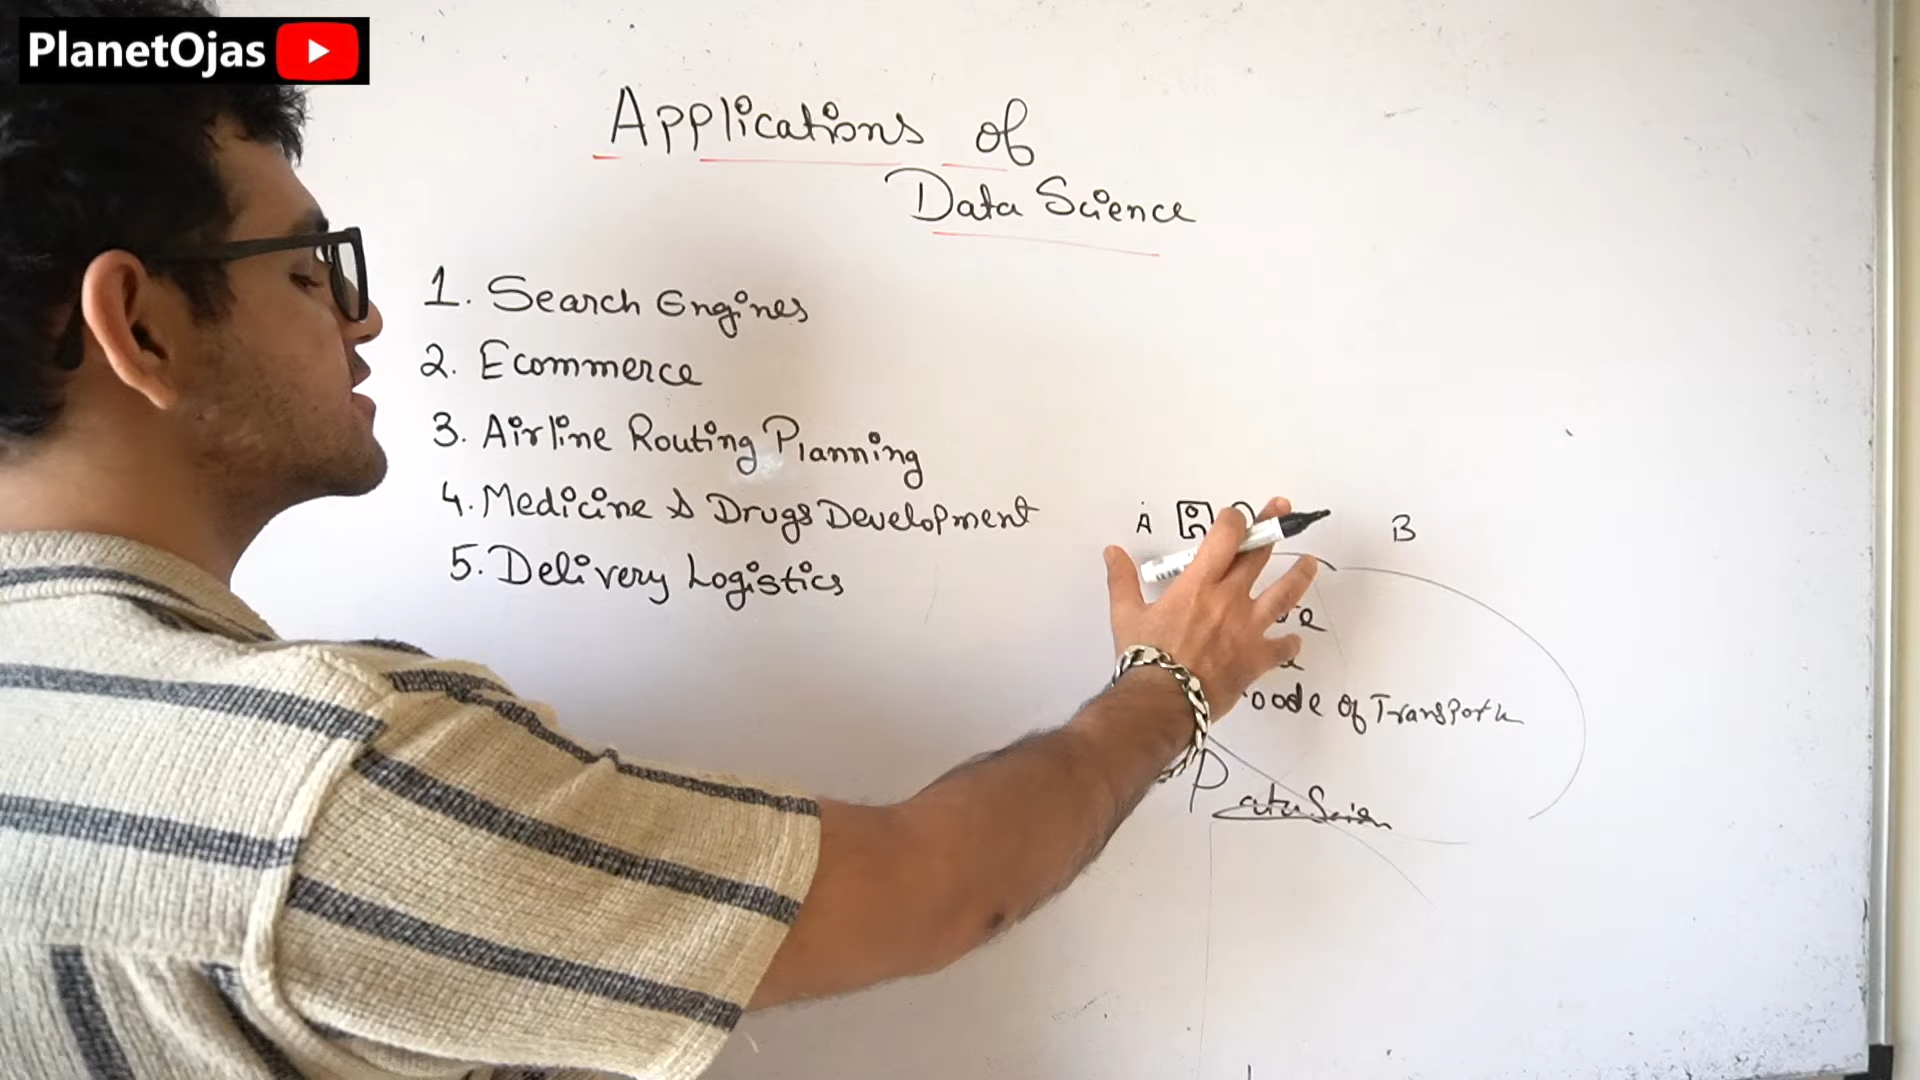 PlanetOjas
Applications of
Data Science
1. Search Engines
2. Ecommerce
3. Airline Routing Planning
4. Medicine & Drugs Development
5. Delivery Logistics
A B
of Transport